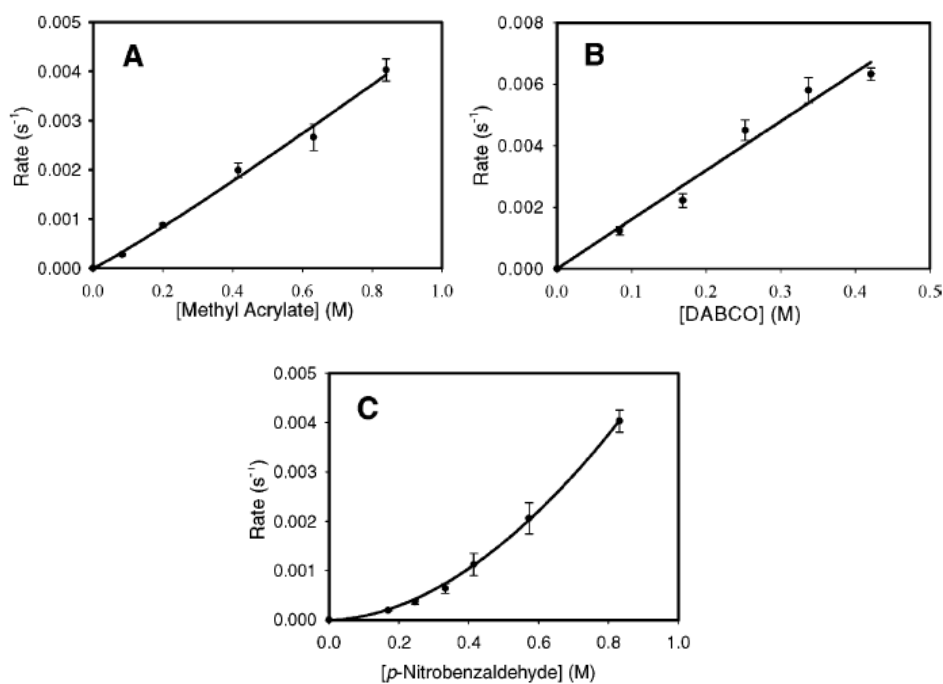 A
Rate (s⁻¹)
0.005
0.004
0.003
0.002
0.001
0.000
0.0 0.2 0.4 0.6 0.8 1.0
[Methyl Acrylate] (M)
B
Rate (s⁻¹)
0.008
0.006
0.004
0.002
0.000
0.0 0.1 0.2 0.3 0.4 0.5
[DABCO] (M)
C
Rate (s⁻¹)
0.005
0.004
0.003
0.002
0.001
0.000
0.0 0.2 0.4 0.6 0.8 1.0
[p-Nitrobenzaldehyde] (M)